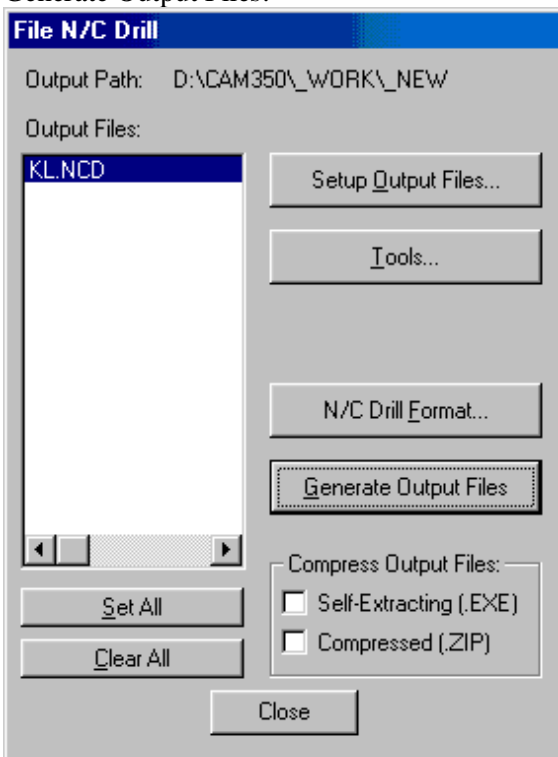 Generate Output Files:
File N/C Drill
Output Path: D:\CAM350\_WORK\_NEW
Output Files:
KL.NCD
Setup Output Files...
Tools...
N/C Drill Format...
Generate Output Files
Compress Output Files:
Self-Extracting (.EXE)
Compressed (.ZIP)
Set All
Clear All
Close